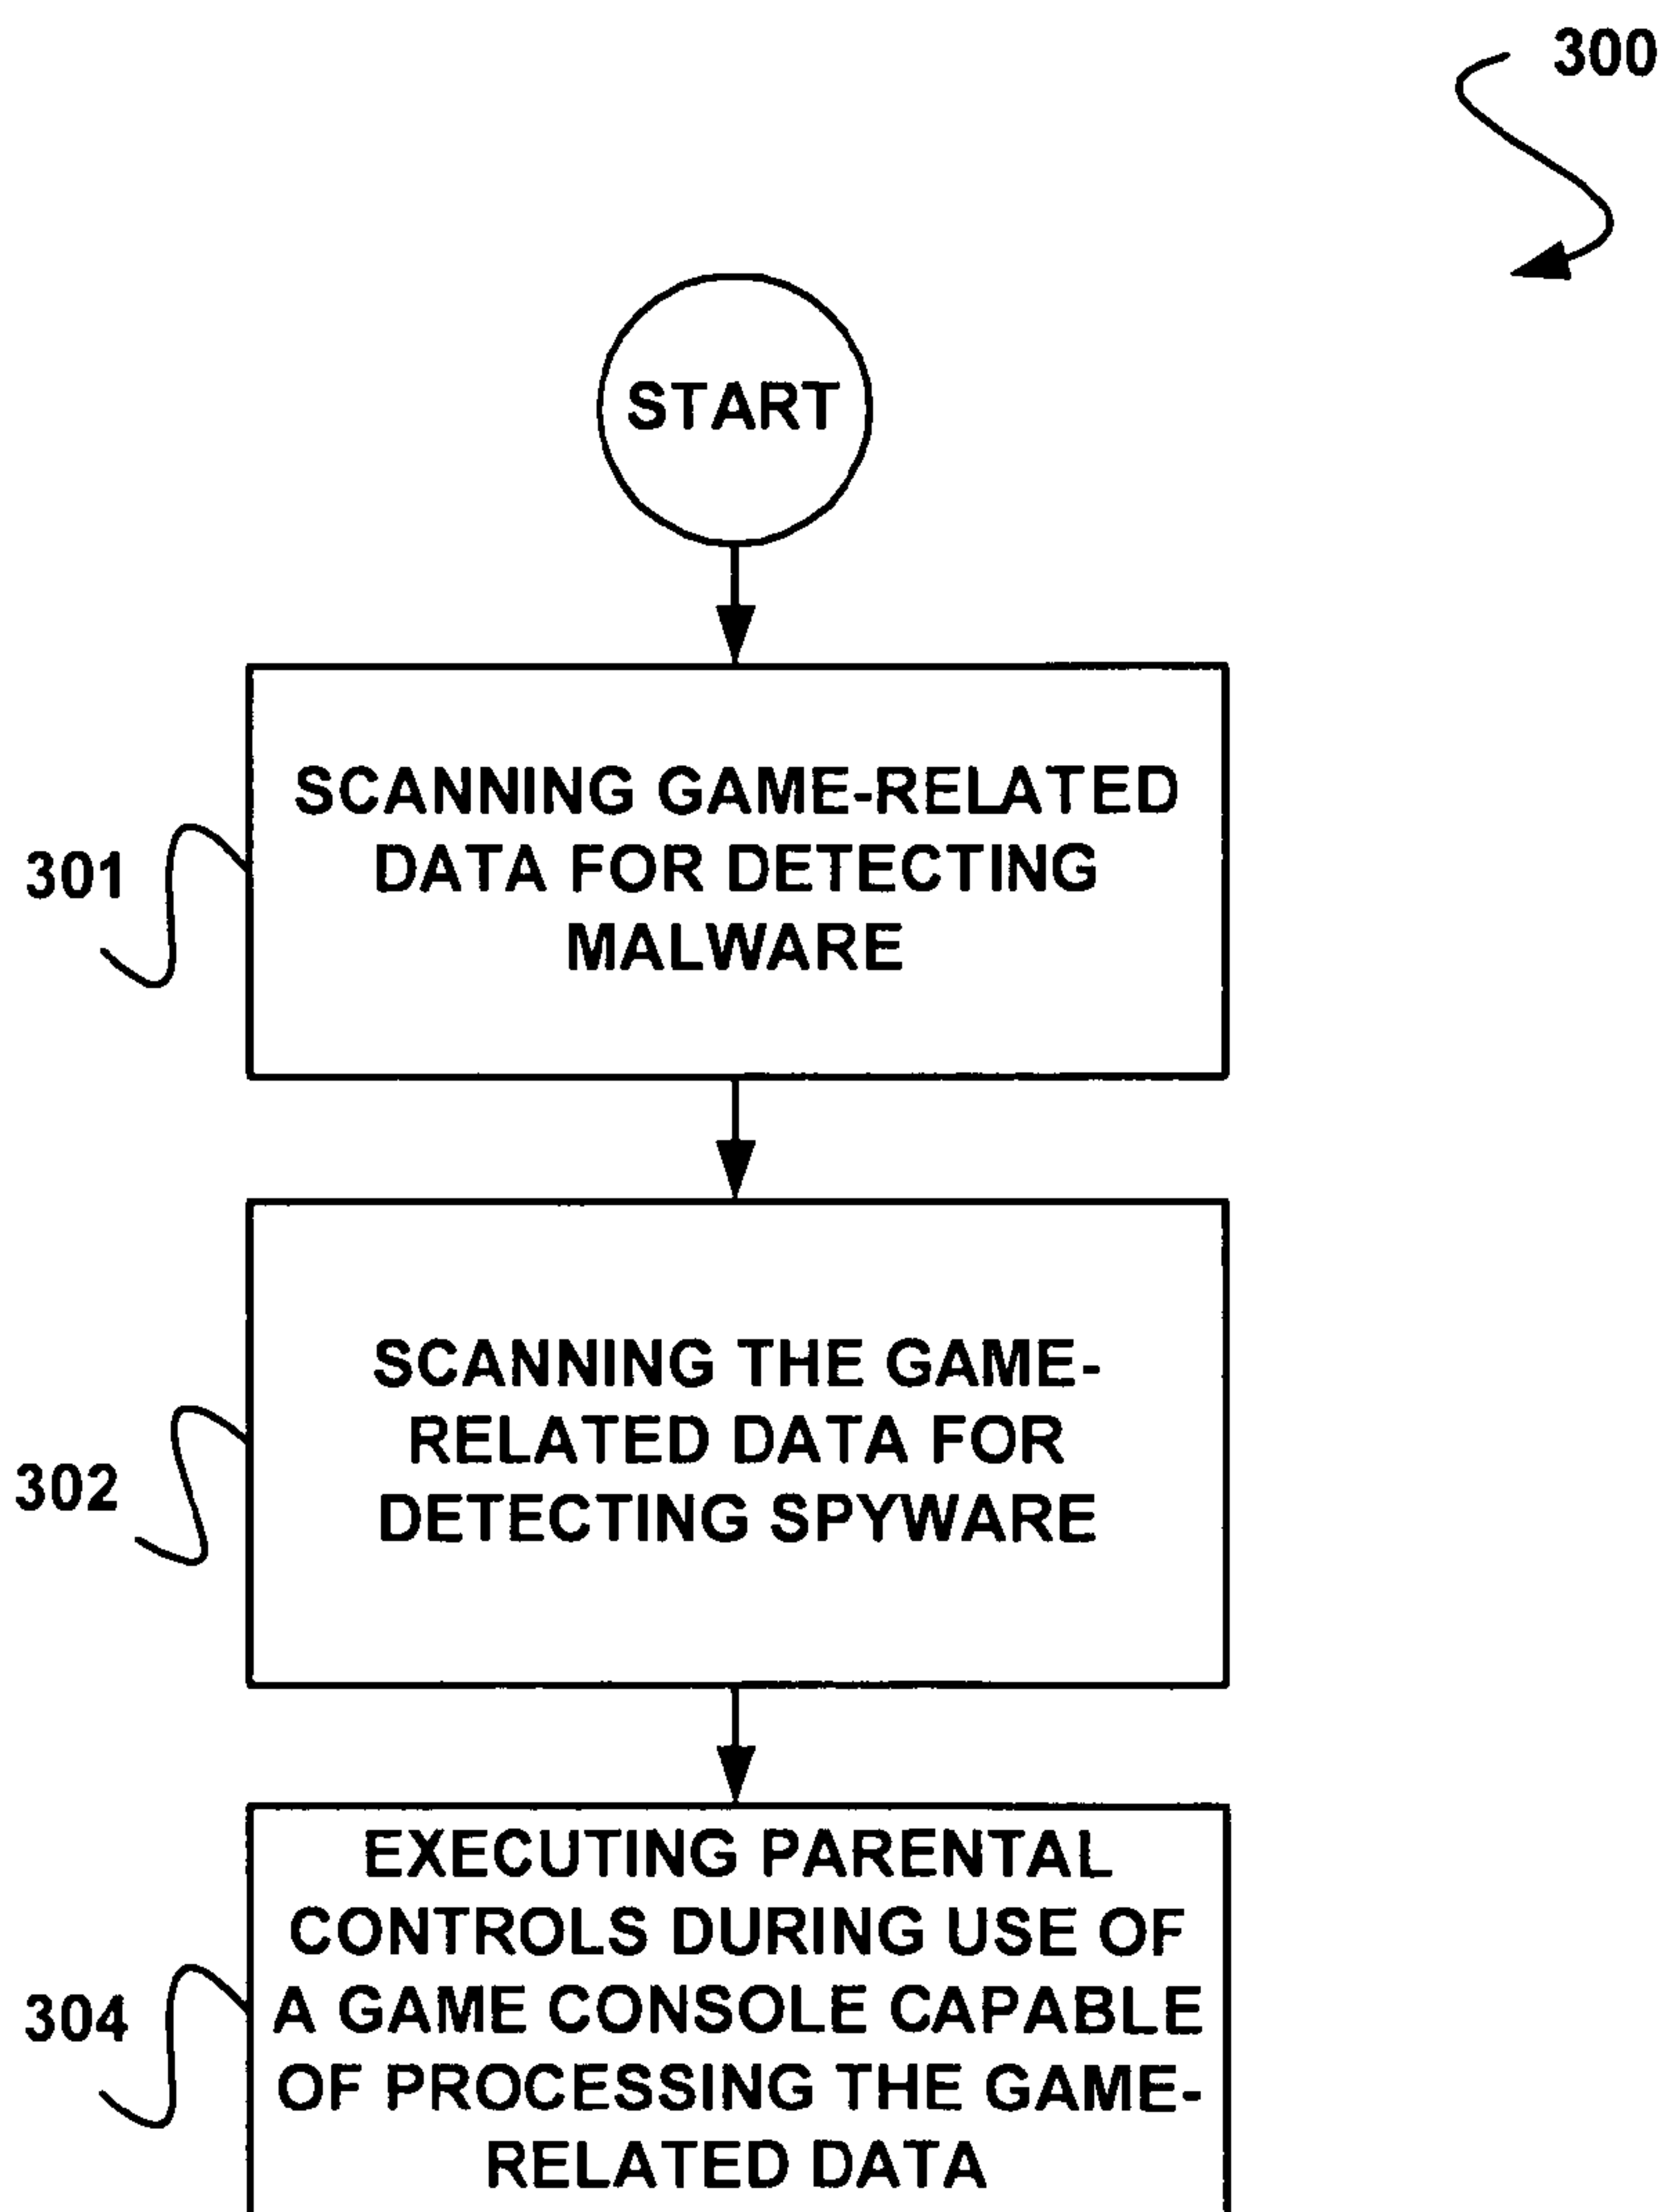 300
START
SCANNING GAME-RELATED
DATA FOR DETECTING
MALWARE
301
SCANNING THE GAME-
RELATED DATA FOR
DETECTING SPYWARE
302
EXECUTING PARENTAL
CONTROLS DURING USE OF
A GAME CONSOLE CAPABLE
OF PROCESSING THE GAME-
RELATED DATA
304